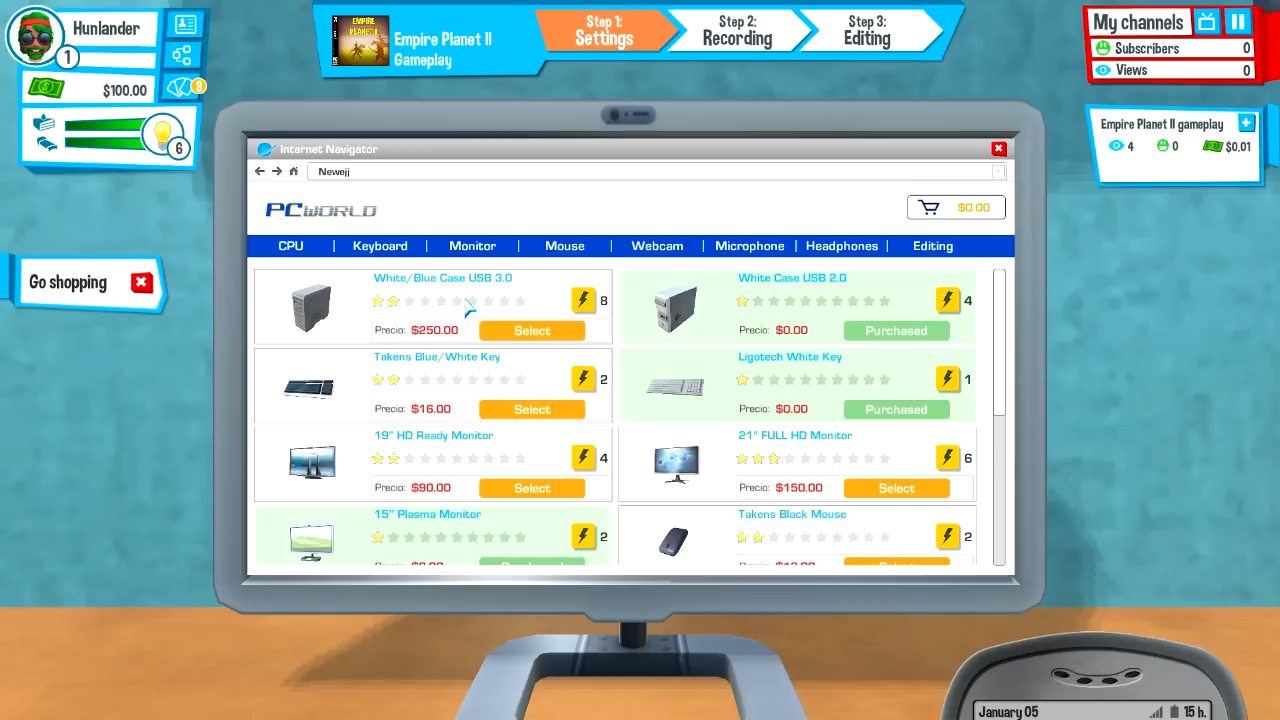 Hunlander
1
$100.00
8
6
EMPIRE PLANET II
Empire Planet II
Gameplay
Step 1:
Settings
Step 2:
Recording
Step 3:
Editing
My channels
Subscribers 0
Views 0
Empire Planet II gameplay
4 0 $0.01
Go shopping
Internet Navigator
Newejj
PCWORLD
$0.00
CPU | Keyboard | Monitor | Mouse | Webcam | Microphone | Headphones | Editing
White/Blue Case USB 3.0
8
Precio: $250.00 Select
White Case USB 2.0
4
Precio: $0.00 Purchased
Takens Blue/White Key
2
Precio: $16.00 Select
Ligotech White Key
1
Precio: $0.00 Purchased
19" HD Ready Monitor
4
Precio: $90.00 Select
21" FULL HD Monitor
6
Precio: $150.00 Select
15" Plasma Monitor
2
Takens Black Mouse
2
January 05 15 h.